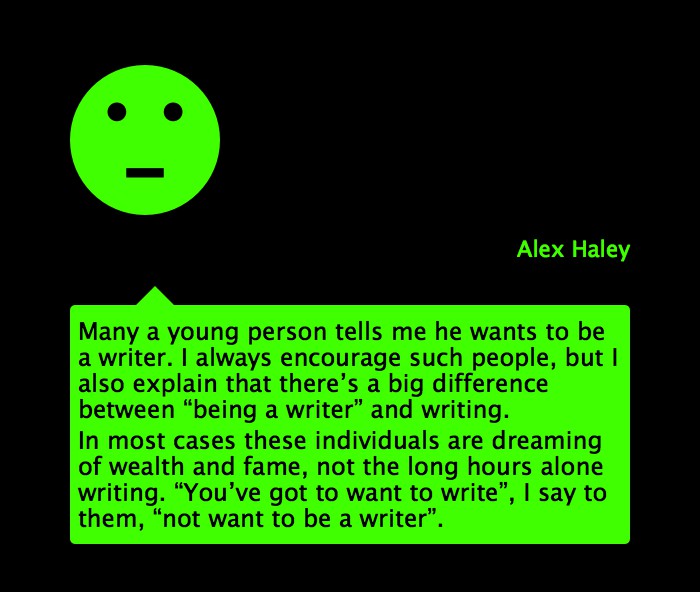 Alex Haley
Many a young person tells me he wants to be
a writer. I always encourage such people, but I
also explain that there’s a big difference
between “being a writer” and writing.
In most cases these individuals are dreaming
of wealth and fame, not the long hours alone
writing. “You’ve got to want to write”, I say to
them, “not want to be a writer”.